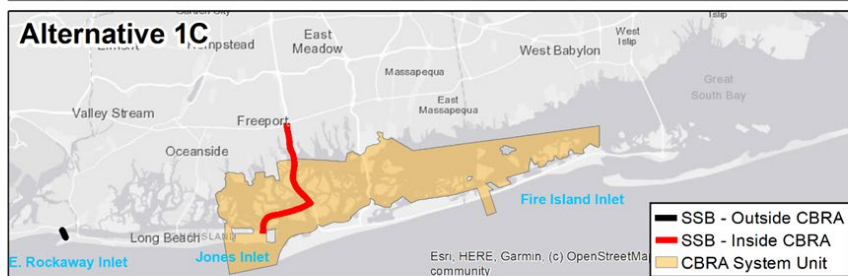 Alternative 1C
Hempstead
East
Meadow
West
Islip
West Babylon
Massapequa
Great
South Bay
East
Massapequa
Valley Stream
Freeport
Oceanside
Fire Island Inlet
Long Beach
E. Rockaway Inlet
Jones Inlet
SSB - Outside CBRA
SSB - Inside CBRA
CBRA System Unit
Esri, HERE, Garmin, (c) OpenStreetMa
community